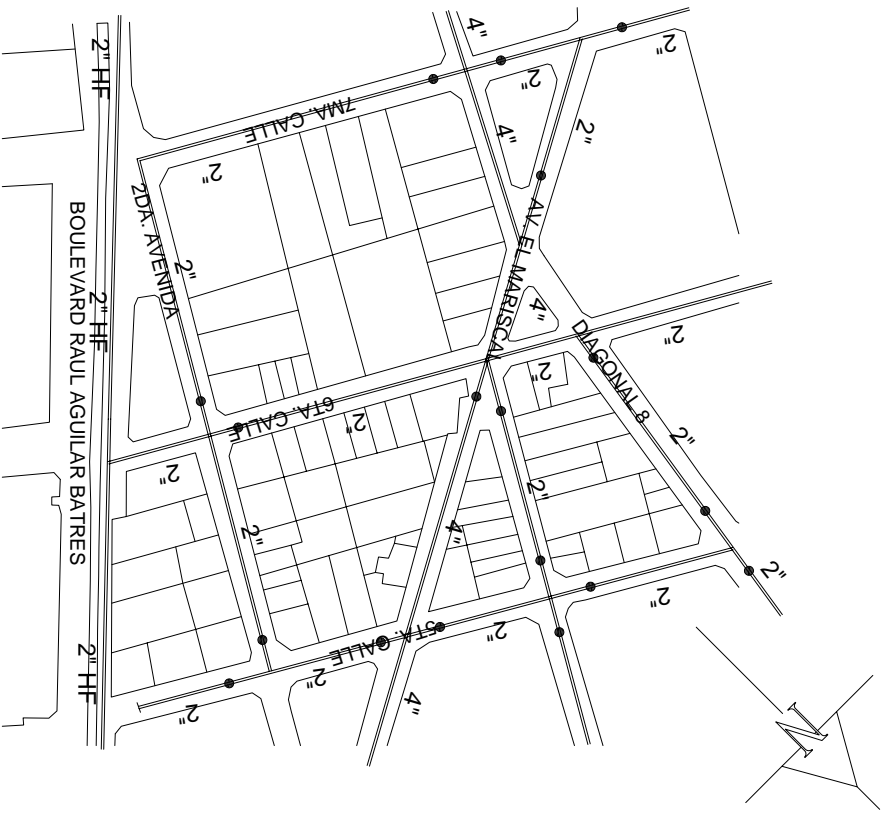 4"
2" HF
2"
2"
7MA. CALLE
4"
2"
2"
2DA. AVENIDA
AV. EL MARISCAL
BOULEVARD RAUL AGUILAR BATRES
2"
2" HF
4"
DIAGONAL 8
2"
2"
6TA. CALLE
2"
2"
2"
2"
2"
4"
2"
2"
5TA. CALLE
2"
2" HF
2"
4"
2"
N